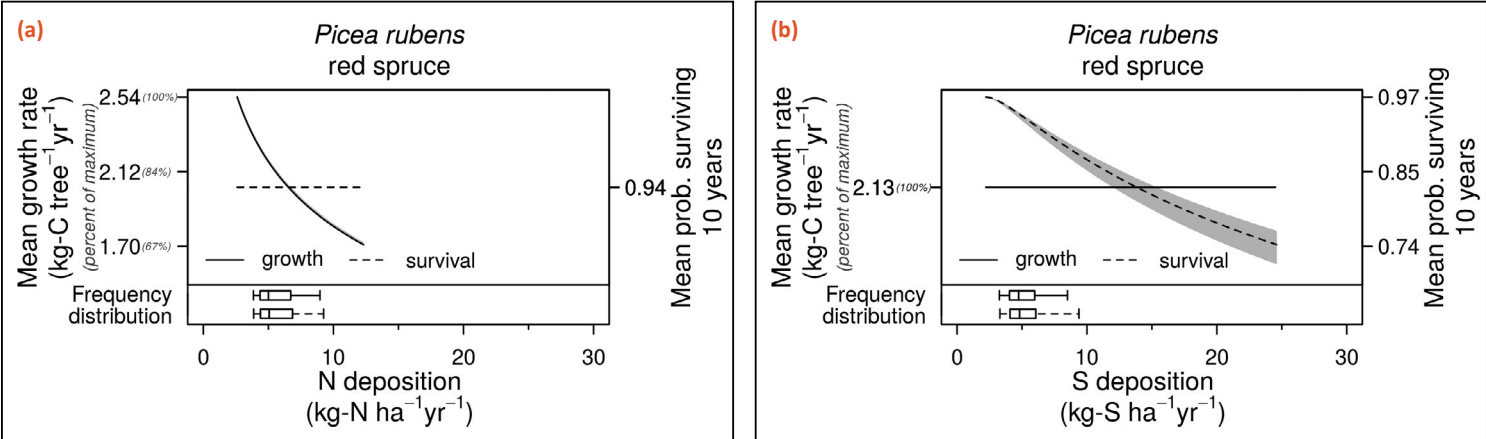 (a)
Picea rubens
red spruce
Mean growth rate
(kg-C tree⁻¹yr⁻¹)
(percent of maximum)
2.54 (100%)
2.12 (84%)
1.70 (67%)
0.94
Mean prob. surviving
10 years
growth
survival
Frequency
distribution
0 10 20 30
N deposition
(kg-N ha⁻¹yr⁻¹)
(b)
Picea rubens
red spruce
Mean growth rate
(kg-C tree⁻¹yr⁻¹)
(percent of maximum)
2.13 (100%)
0.97
0.85
0.74
Mean prob. surviving
10 years
growth
survival
Frequency
distribution
0 10 20 30
S deposition
(kg-S ha⁻¹yr⁻¹)